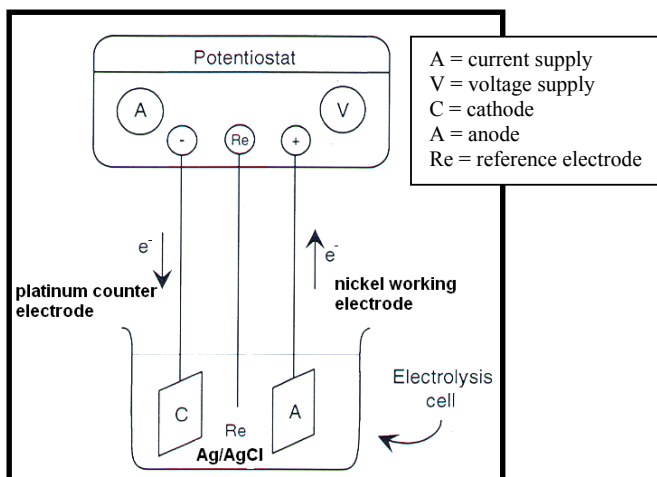 Potentiostat
A
V
-
Re
+
e-
e-
platinum counter
electrode
nickel working
electrode
Electrolysis
cell
C
Re
A
Ag/AgCl
A = current supply
V = voltage supply
C = cathode
A = anode
Re = reference electrode